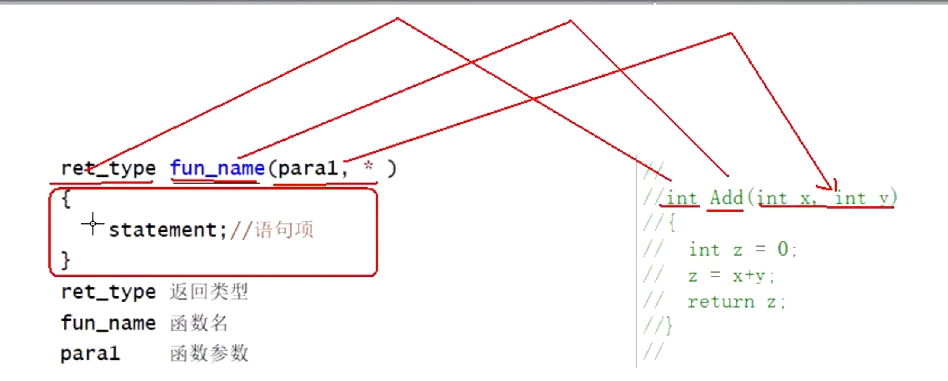 ret_type fun_name(para1, * )
{
statement;//语句项
}
ret_type 返回类型
fun_name 函数名
para1 函数参数
//
//int Add(int x, int y)
//{
// int z = 0;
// z = x+y;
// return z;
//}
//